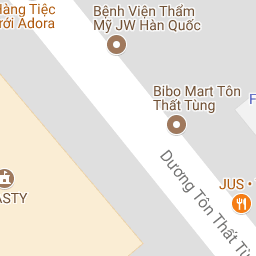 Hàng Tiệc
ưới Adora
Bệnh Viện Thẩm
Mỹ JW Hàn Quốc
Bibo Mart Tôn
Thất Tùng
F
JUS •
Dương Tôn Thất Tù
ASTY